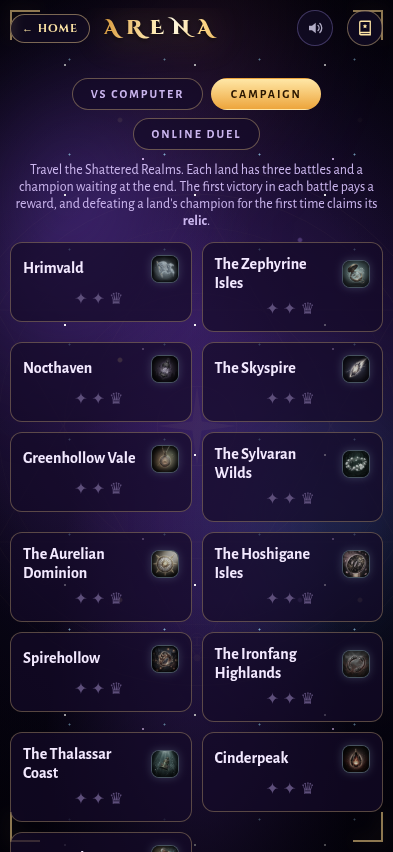 ← HOME
ARENA
VS COMPUTER
CAMPAIGN
ONLINE DUEL
Travel the Shattered Realms. Each land has three battles and a
champion waiting at the end. The first victory in each battle pays a
reward, and defeating a land's champion for the first time claims its
relic.
Hrimvald
The Zephyrine
Isles
Nocthaven
The Skyspire
Greenhollow Vale
The Sylvaran
Wilds
The Aurelian
Dominion
The Hoshigane
Isles
Spirehollow
The Ironfang
Highlands
The Thalassar
Coast
Cinderpeak